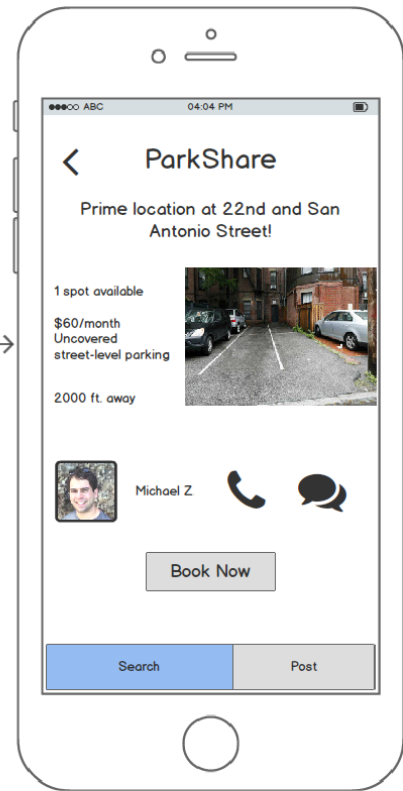 ABC 04:04 PM
ParkShare
Prime location at 22nd and San
Antonio Street!
1 spot available
$60/month
Uncovered
street-level parking
2000 ft. away
Michael Z
Book Now
Search Post